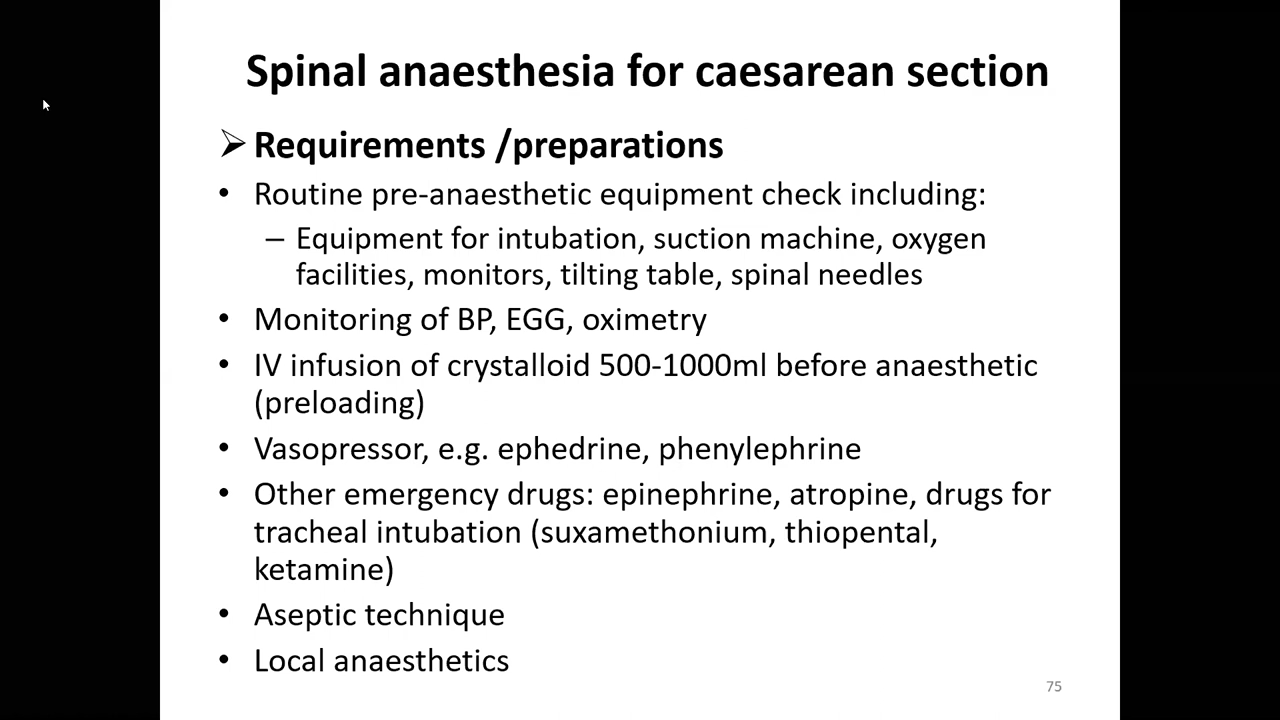 Spinal anaesthesia for caesarean section
➢ Requirements /preparations
• Routine pre-anaesthetic equipment check including:
– Equipment for intubation, suction machine, oxygen
facilities, monitors, tilting table, spinal needles
• Monitoring of BP, EGG, oximetry
• IV infusion of crystalloid 500-1000ml before anaesthetic
(preloading)
• Vasopressor, e.g. ephedrine, phenylephrine
• Other emergency drugs: epinephrine, atropine, drugs for
tracheal intubation (suxamethonium, thiopental,
ketamine)
• Aseptic technique
• Local anaesthetics
75